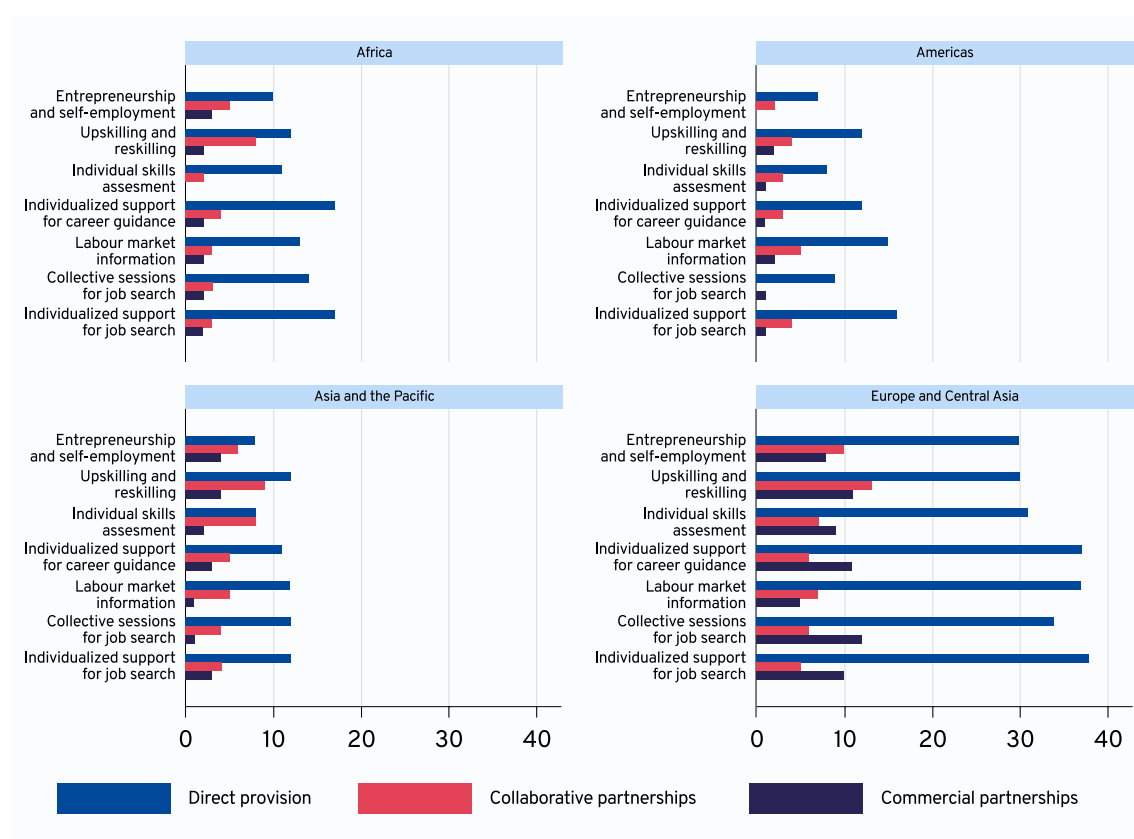 Africa
Entrepreneurship
and self-employment
Upskilling and
reskilling
Individual skills
assesment
Individualized support
for career guidance
Labour market
information
Collective sessions
for job search
Individualized support
for job search
Americas
Entrepreneurship
and self-employment
Upskilling and
reskilling
Individual skills
assesment
Individualized support
for career guidance
Labour market
information
Collective sessions
for job search
Individualized support
for job search
Asia and the Pacific
Entrepreneurship
and self-employment
Upskilling and
reskilling
Individual skills
assesment
Individualized support
for career guidance
Labour market
information
Collective sessions
for job search
Individualized support
for job search
0 10 20 30 40
Europe and Central Asia
Entrepreneurship
and self-employment
Upskilling and
reskilling
Individual skills
assesment
Individualized support
for career guidance
Labour market
information
Collective sessions
for job search
Individualized support
for job search
0 10 20 30 40
Direct provision
Collaborative partnerships
Commercial partnerships